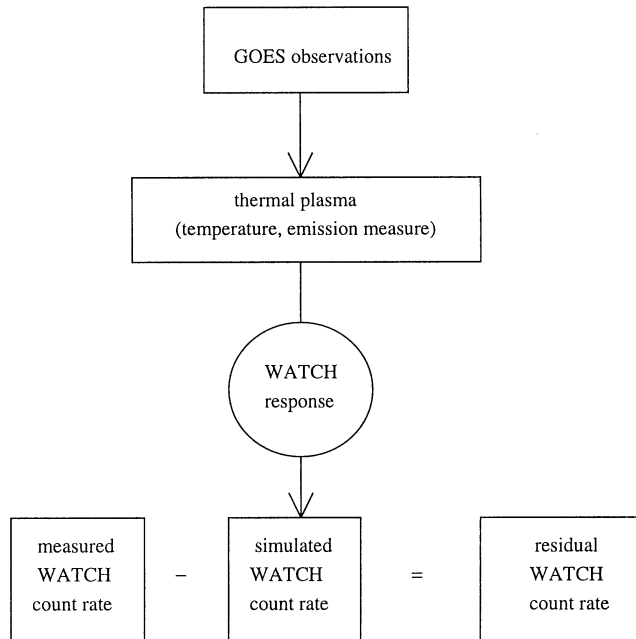 GOES observations
thermal plasma
(temperature, emission measure)
WATCH
response
measured
WATCH
count rate
−
simulated
WATCH
count rate
=
residual
WATCH
count rate